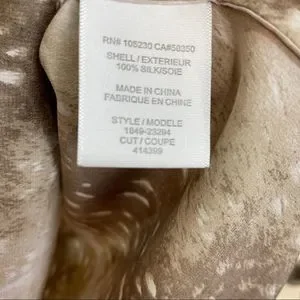 RN# 105230 CA#50350
SHELL / EXTERIEUR
100% SILK/SOIE
MADE IN CHINA
FABRIQUE EN CHINE
STYLE / MODELE
1849-23294
CUT / COUPE
414399